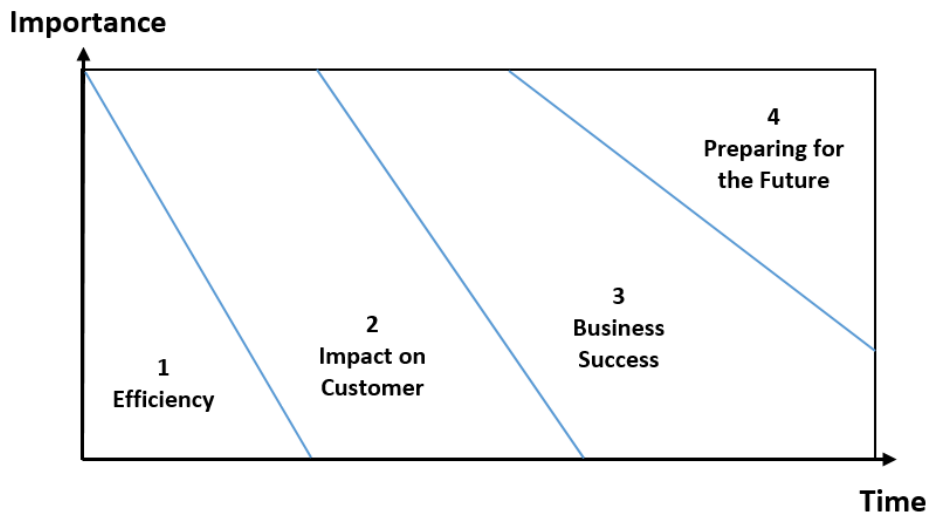 Importance
4
Preparing for
the Future
3
Business
Success
2
Impact on
Customer
1
Efficiency
Time